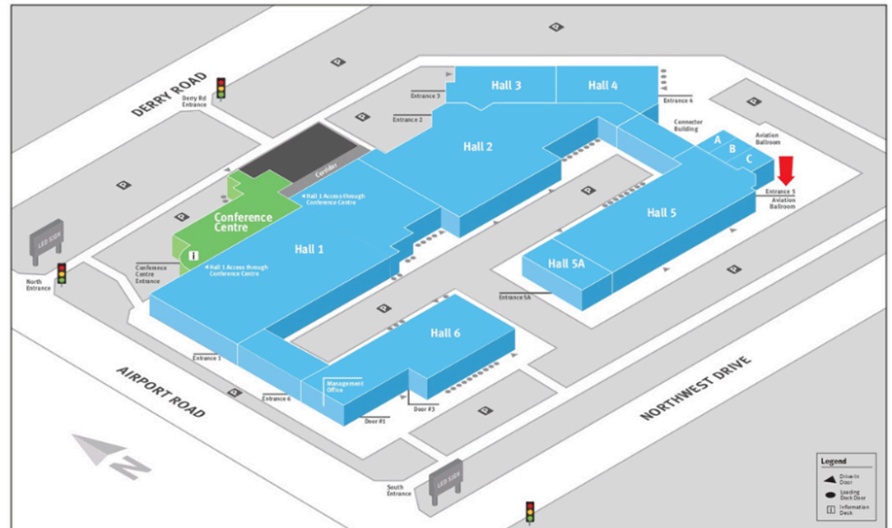 DERRY ROAD
Derry Rd
Entrance
Entrance 3
Hall 3
Hall 4
Entrance 4
Entrance 2
Hall 2
Connector
Building
Aviation
Ballroom
A
B
C
Corridor
Hall 1 Access through
Conference Centre
Entrance 5
Aviation
Ballroom
Conference
Centre
Hall 5
LED SIGN
Hall 1
i
Hall 5A
Conference
Centre
Entrance
Hall 1 Access through
Conference Centre
North
Entrance
Entrance 5A
Hall 6
Entrance 1
Management
Office
Entrance 6
AIRPORT ROAD
NORTHWEST DRIVE
Door #3
Door #1
N
LED SIGN
South
Entrance
Legend
Drive-In
Door
Loading
Dock Door
i
Information
Desk